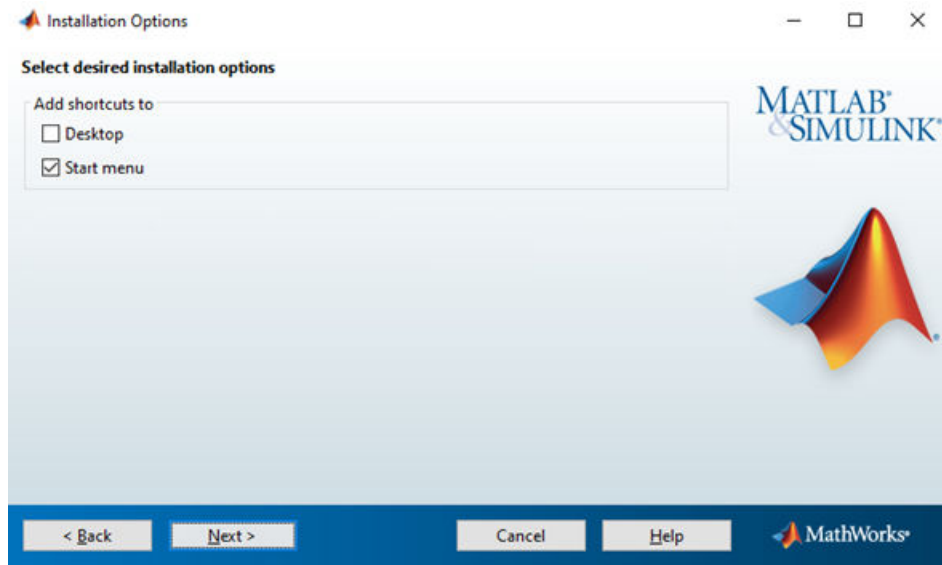 Installation Options
Select desired installation options
Add shortcuts to
Desktop
Start menu
MATLAB®
&SIMULINK®
< Back
Next >
Cancel
Help
MathWorks®